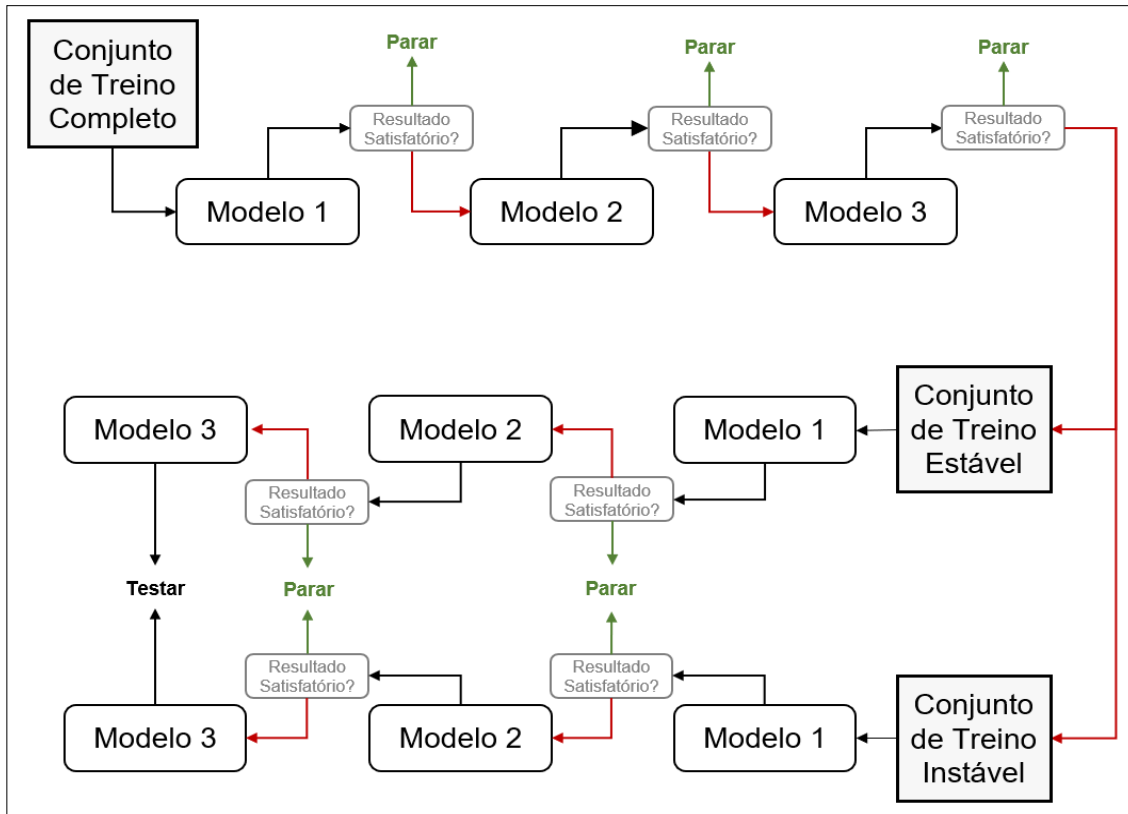 Conjunto
de Treino
Completo
Parar
Parar
Parar
Resultado
Satisfatório?
Resultado
Satisfatório?
Resultado
Satisfatório?
Modelo 1
Modelo 2
Modelo 3
Modelo 3
Modelo 2
Modelo 1
Conjunto
de Treino
Estável
Resultado
Satisfatório?
Resultado
Satisfatório?
Testar
Parar
Parar
Resultado
Satisfatório?
Resultado
Satisfatório?
Modelo 3
Modelo 2
Modelo 1
Conjunto
de Treino
Instável